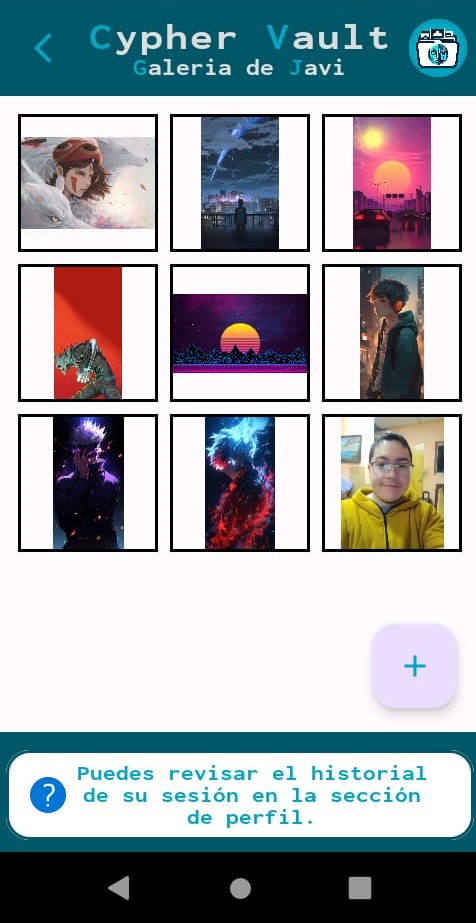 Cypher Vault
Galeria de Javi
+
?
Puedes revisar el historial
de su sesión en la sección
de perfil.